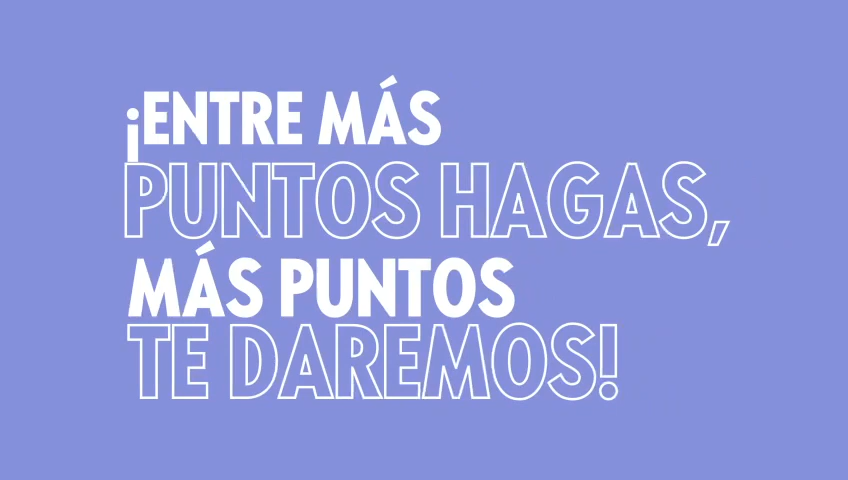 ¡ENTRE MÁS
PUNTOS HAGAS,
MÁS PUNTOS
TE DAREMOS!